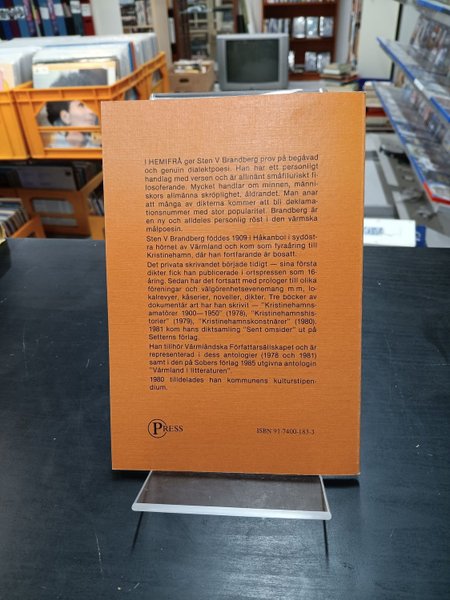 I HEMIFRÅ ger Sten V Brandberg prov på begåvad
och genuin dialektpoesi. Han har ett personligt
handlag med versen och är allmänt småfiluriskt fi-
losoferande. Mycket handlar om minnen, männi-
skors allmänna skröplighet, åldrandet. Man anar
att många av dikterna kommer att bli deklama-
tionsnummer med stor popularitet. Brandberg är
en ny och alldeles personlig röst i den värmska
målpoesin.
Sten V Brandberg föddes 1909 i Håkanbol i sydöst-
ra hörnet av Värmland och kom som fyraåring till
Kristinehamn, där han fortfarande är bosatt.
Det privata skrivandet började tidigt — sina första
dikter fick han publicerade i ortspressen som 16-
åring. Sedan har det fortsatt med prologer till olika
föreningar och välgörenhetsevenemang m m, lo-
kalrevyer, kåserier, noveller, dikter. Tre böcker av
dokumentär art har han skrivit — "Kristinehamns-
amatörer 1900—1950" (1978), "Kristinehamnshis-
torier" (1979), "Kristinehamnskonstnärer" (1980).
1981 kom hans diktsamling "Sent omsider" ut på
Setterns förlag.
Han tillhör Värmländska Författarsällskapet och är
representerad i dess antologier (1978 och 1981)
samt i den på Sobers förlag 1985 utgivna antologin
"Värmland i litteraturen".
1980 tilldelades han kommunens kulturstipen-
dium.
PRESS
ISBN 91-7400-183-3